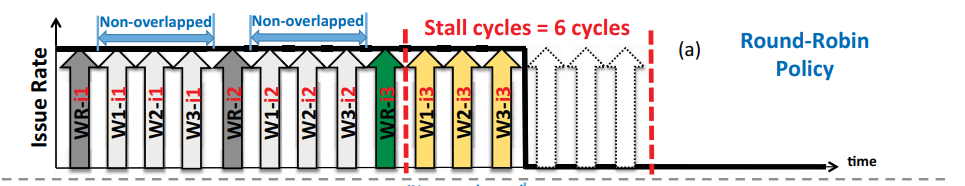 Non-overlapped
Non-overlapped
Stall cycles = 6 cycles
(a)
Round-Robin
Policy
Issue Rate
WR-i1
W1-i1
W2-i1
W3-i1
WR-i2
W1-i2
W2-i2
W3-i2
WR-i3
W1-i3
W2-i3
W3-i3
time